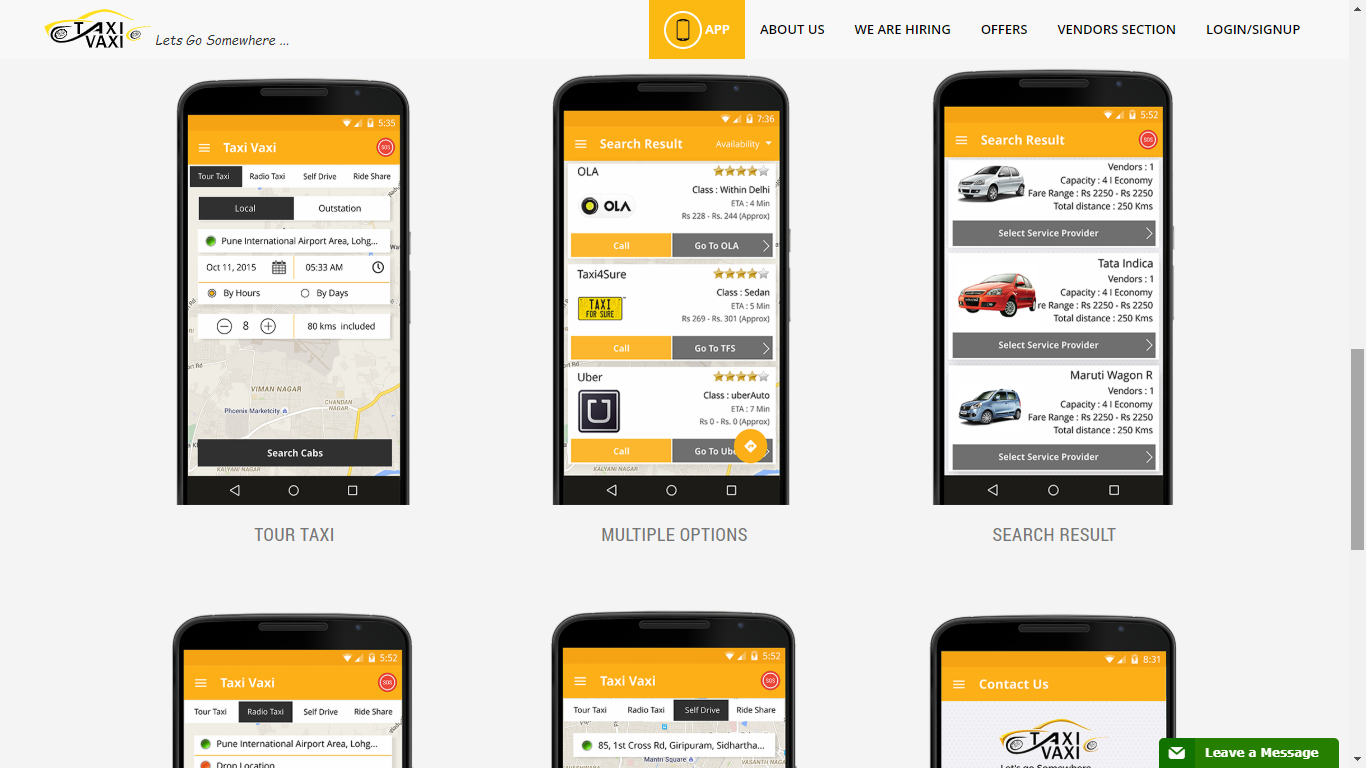 TAXI VAXI
Lets Go Somewhere ...
APP
ABOUT US
WE ARE HIRING
OFFERS
VENDORS SECTION
LOGIN/SIGNUP
5:35
Taxi Vaxi
SOS
Tour Taxi
Radio Taxi
Self Drive
Ride Share
Local
Outstation
Pune International Airport Area, Lohg...
Oct 11, 2015
05:33 AM
By Hours
By Days
8
80 kms included
VIMAN NAGAR
Phoenix Marketcity
CHANDAN NAGAR
Search Cabs
KALYANI NAGAR
TOUR TAXI
7:36
Search Result
Availability
OLA
Class : Within Delhi
ETA : 4 Min
OLA
Rs 228 - Rs. 244 (Approx)
Call
Go To OLA
Taxi4Sure
Class : Sedan
TAXI FOR SURE
ETA : 5 Min
Rs 269 - Rs. 301 (Approx)
Call
Go To TFS
Uber
Class : uberAuto
U
ETA : 7 Min
Rs 0 - Rs. 0 (Approx)
Call
Go To Ube
KALYANI NAGAR
MULTIPLE OPTIONS
5:52
Search Result
SOS
Vendors : 1
Capacity : 4 I Economy
Fare Range : Rs 2250 - Rs 2250
Total distance : 250 Kms
Select Service Provider
Tata Indica
Vendors : 1
Capacity : 4 I Economy
re Range : Rs 2250 - Rs 2250
Total distance : 250 Kms
Select Service Provider
Maruti Wagon R
Vendors : 1
Capacity : 4 I Economy
Fare Range : Rs 2250 - Rs 2250
Total distance : 250 Kms
Select Service Provider
SEARCH RESULT
5:52
Taxi Vaxi
SOS
Tour Taxi
Radio Taxi
Self Drive
Ride Share
Pune International Airport Area, Lohg...
Drop Location
5:52
Taxi Vaxi
SOS
Tour Taxi
Radio Taxi
Self Drive
Ride Share
85, 1st Cross Rd, Giripuram, Sidhartha...
Mantri Square
VASANTH NAGAR
8:31
Contact Us
TAXI VAXI
Let's go Somewhere
Leave a Message